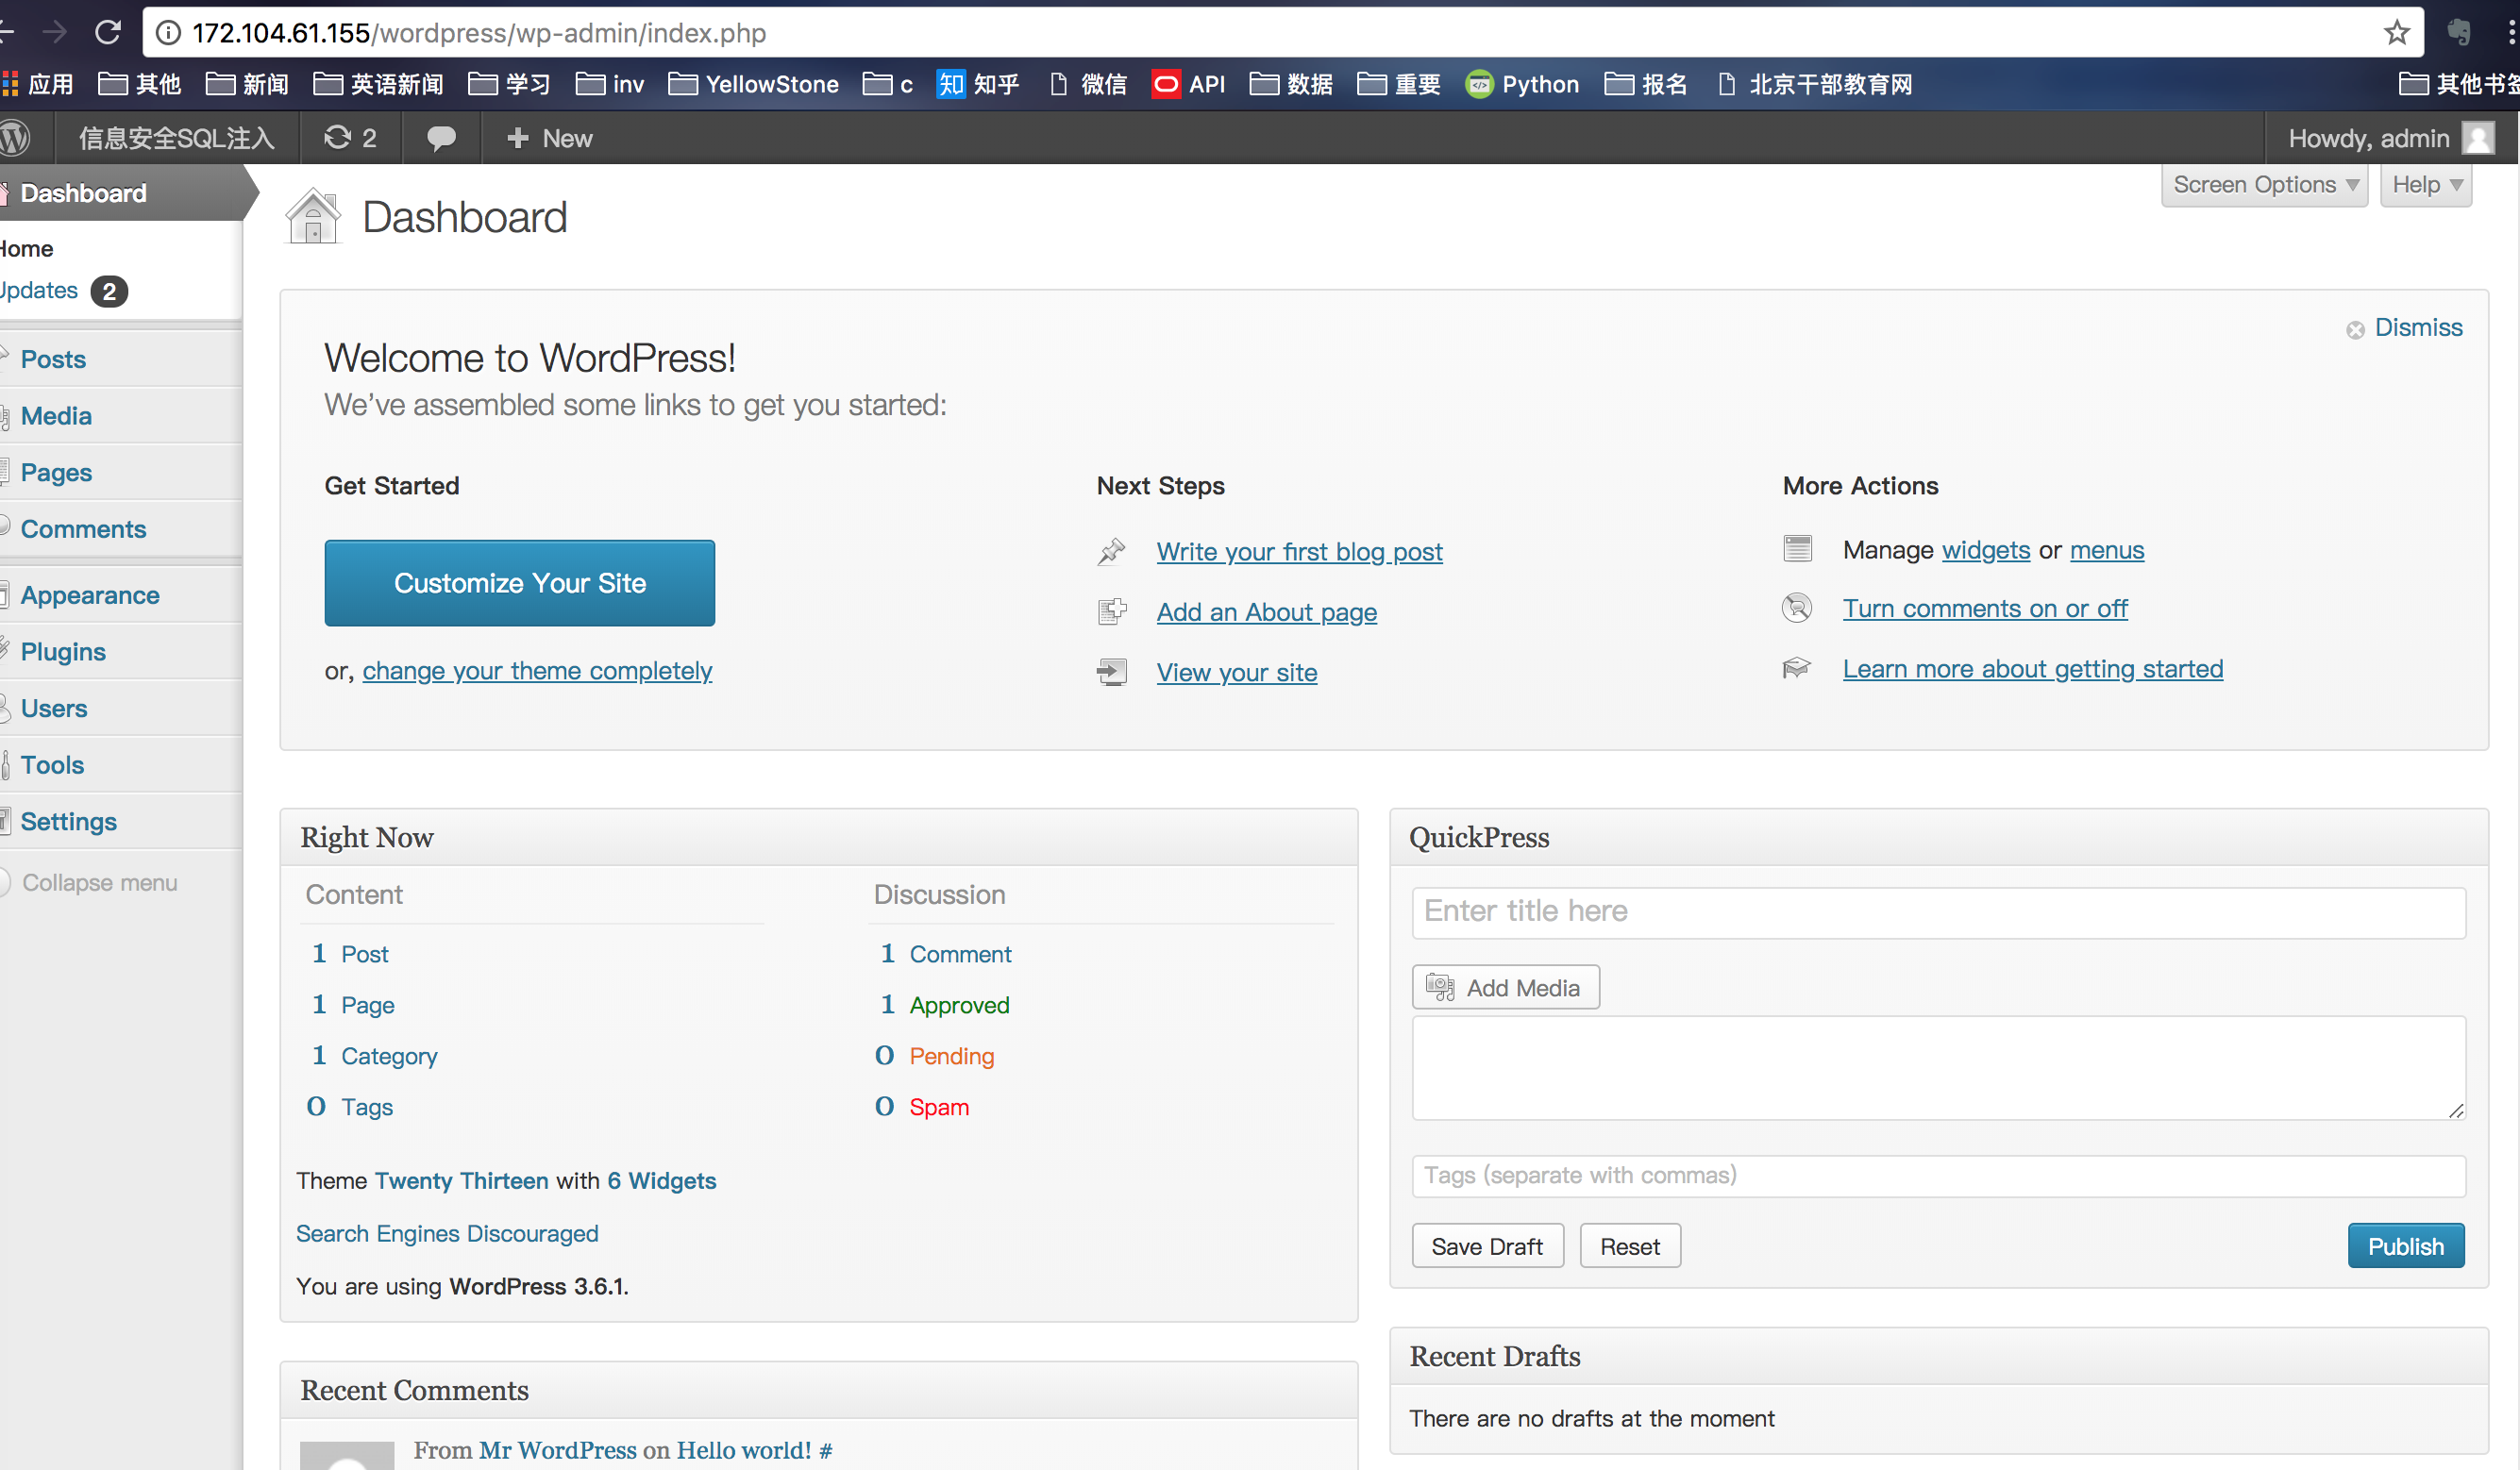 172.104.61.155/wordpress/wp-admin/index.php
应用 其他 新闻 英语新闻 学习 inv YellowStone c 知 知乎 微信 API 数据 重要 Python 报名 北京干部教育网 其他书签
信息安全SQL注入 2 New Howdy, admin
Dashboard
Home
Updates 2
Posts
Media
Pages
Comments
Appearance
Plugins
Users
Tools
Settings
Collapse menu
Screen Options Help
Dashboard
Dismiss
Welcome to WordPress!
We've assembled some links to get you started:
Get Started
Customize Your Site
or, change your theme completely
Next Steps
Write your first blog post
Add an About page
View your site
More Actions
Manage widgets or menus
Turn comments on or off
Learn more about getting started
Right Now
Content
1 Post
1 Page
1 Category
0 Tags
Discussion
1 Comment
1 Approved
0 Pending
0 Spam
Theme Twenty Thirteen with 6 Widgets
Search Engines Discouraged
You are using WordPress 3.6.1.
Recent Comments
From Mr WordPress on Hello world! #
QuickPress
Enter title here
Add Media
Tags (separate with commas)
Save Draft Reset Publish
Recent Drafts
There are no drafts at the moment